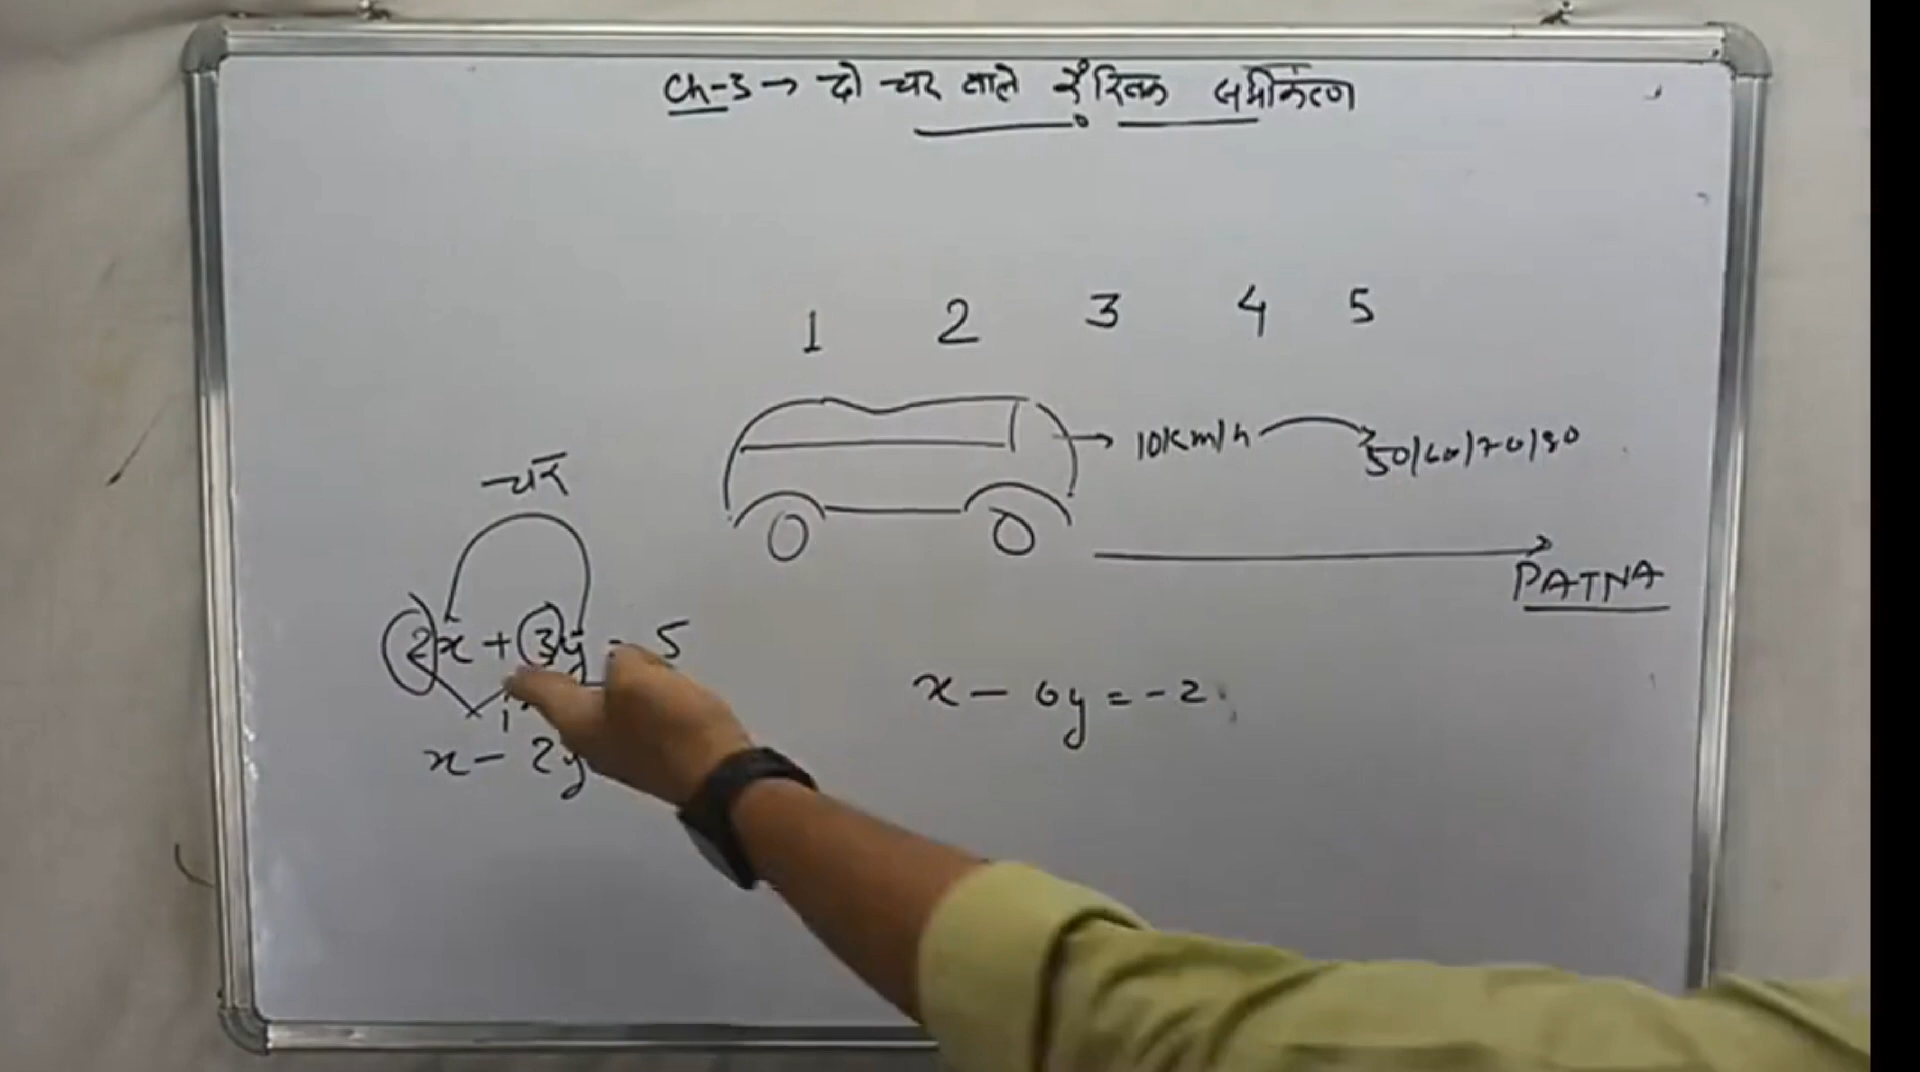 Ch-3 → दो चर वाले रैखिक समीकरण
1 2 3 4 5
10Km/h 50/60/70/80
चर
PATNA
2x + 3y = 5
x - 6y = -2
x - 2y